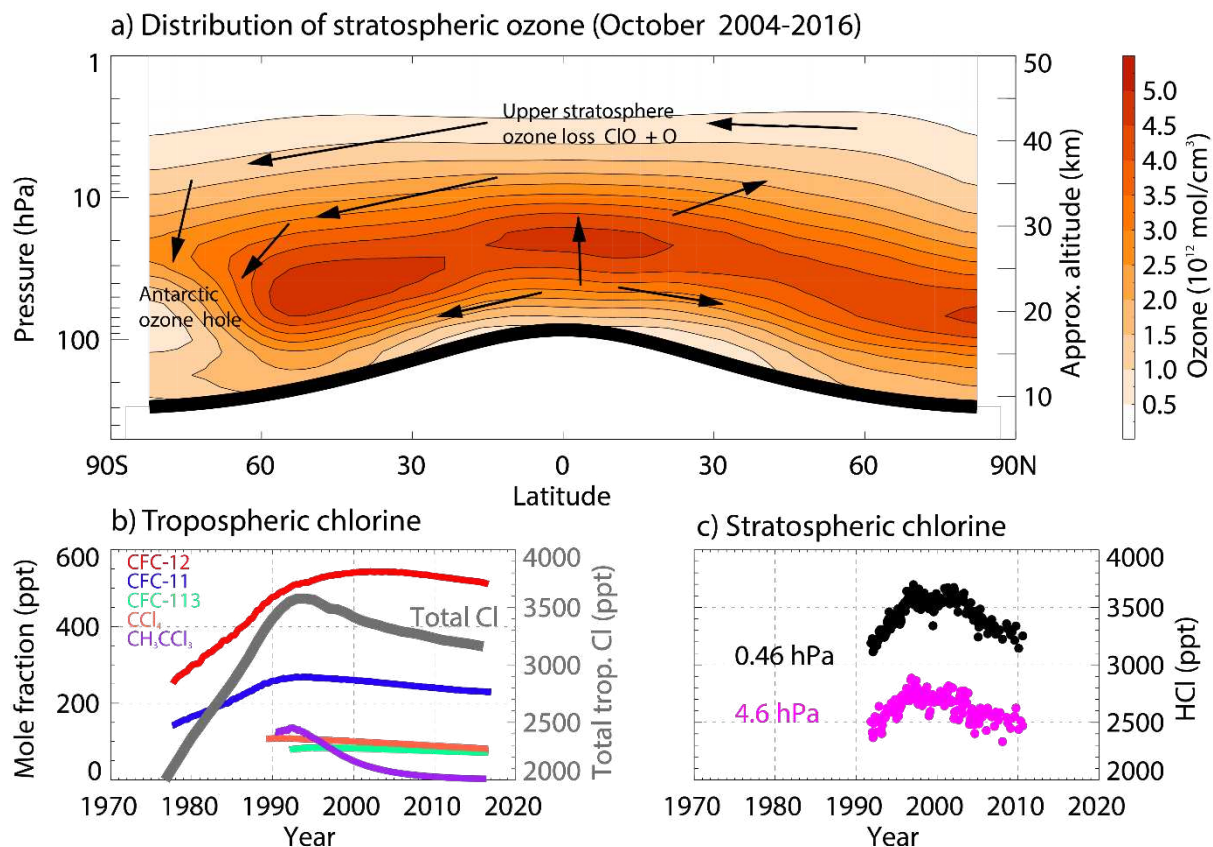 a) Distribution of stratospheric ozone (October 2004-2016)
1
10
100
Pressure (hPa)
Upper stratosphere
ozone loss ClO + O
Antarctic
ozone hole
50
40
30
20
10
Approx. altitude (km)
5.0
4.5
4.0
3.5
3.0
2.5
2.0
1.5
1.0
0.5
Ozone (10¹² mol/cm³)
90S 60 30 0 30 60 90N
Latitude
b) Tropospheric chlorine
600
400
200
0
Mole fraction (ppt)
CFC-12
CFC-11
CFC-113
CCl₄
CH₃CCl₃
Total Cl
4000
3500
3000
2500
2000
Total trop. Cl (ppt)
1970 1980 1990 2000 2010 2020
Year
c) Stratospheric chlorine
0.46 hPa
4.6 hPa
4000
3500
3000
2500
2000
HCl (ppt)
1970 1980 1990 2000 2010 2020
Year